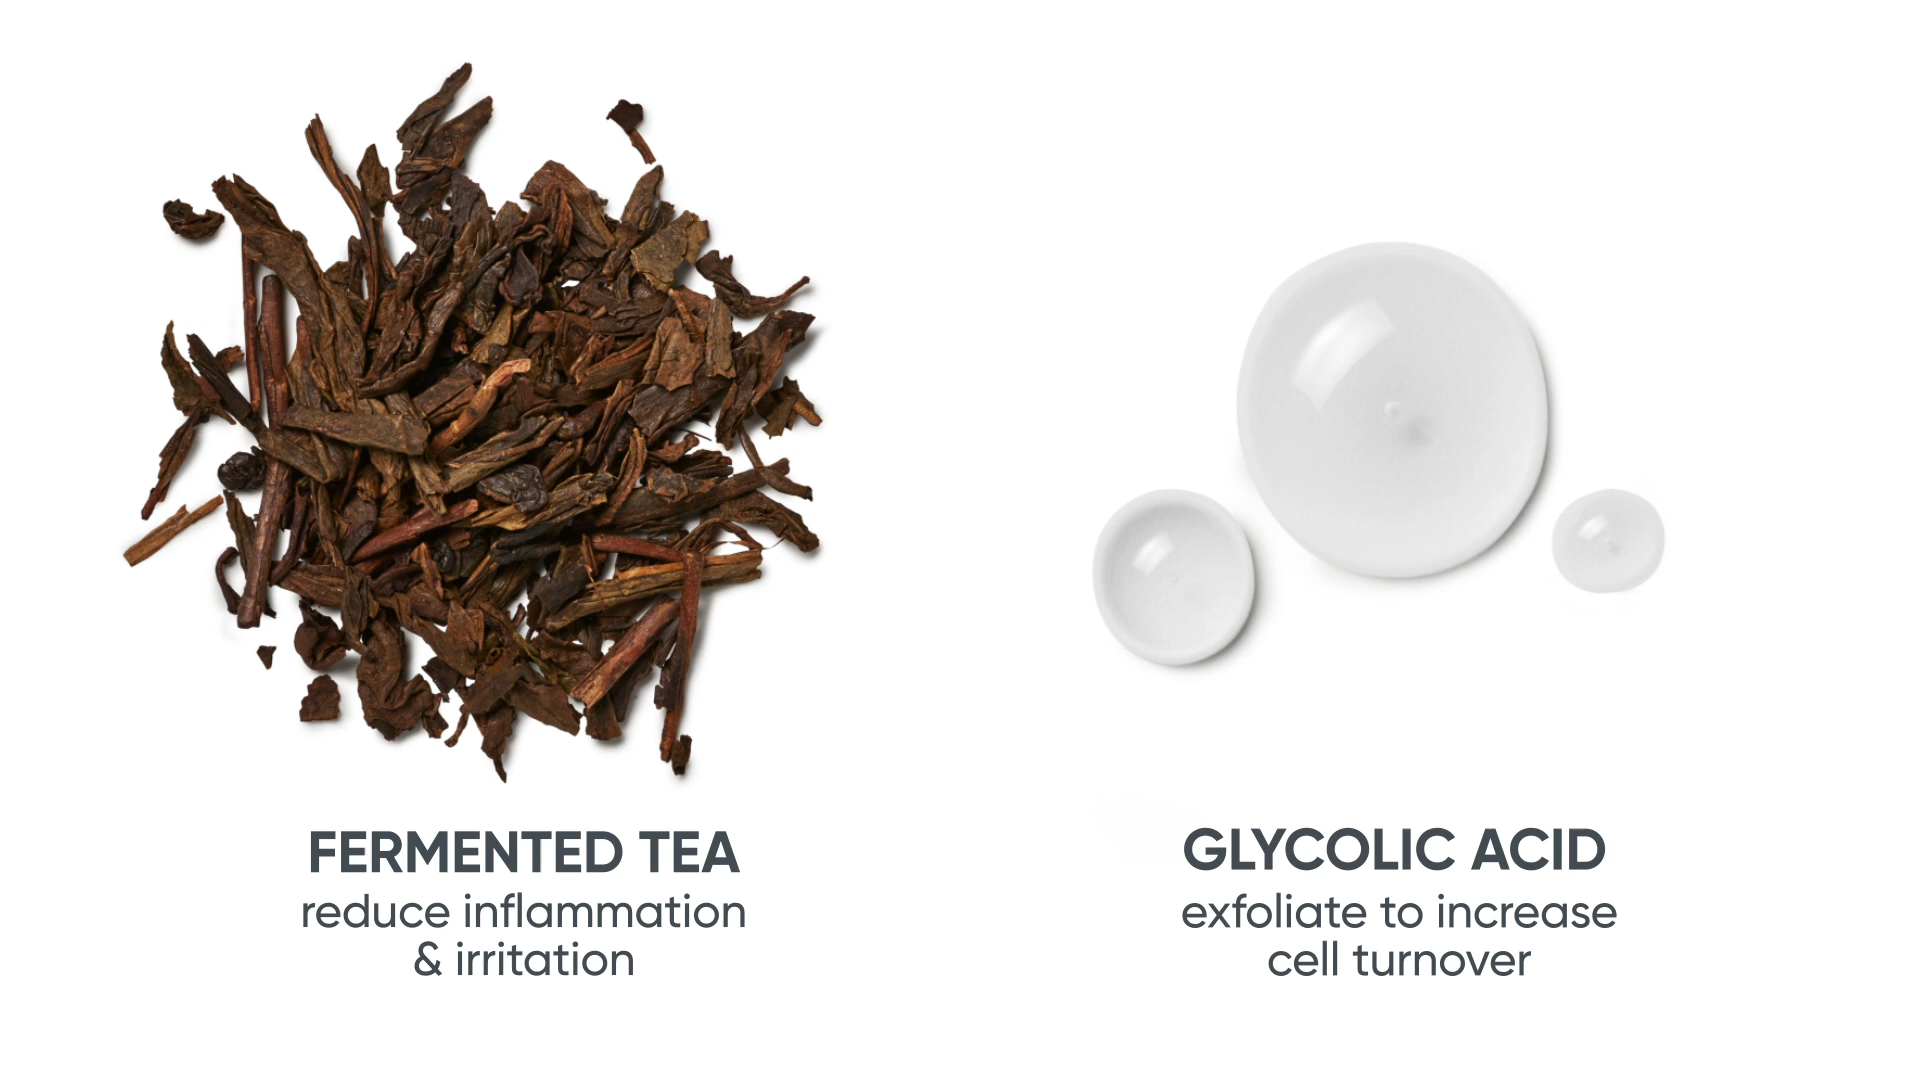 FERMENTED TEA
reduce inflammation
& irritation
GLYCOLIC ACID
exfoliate to increase
cell turnover